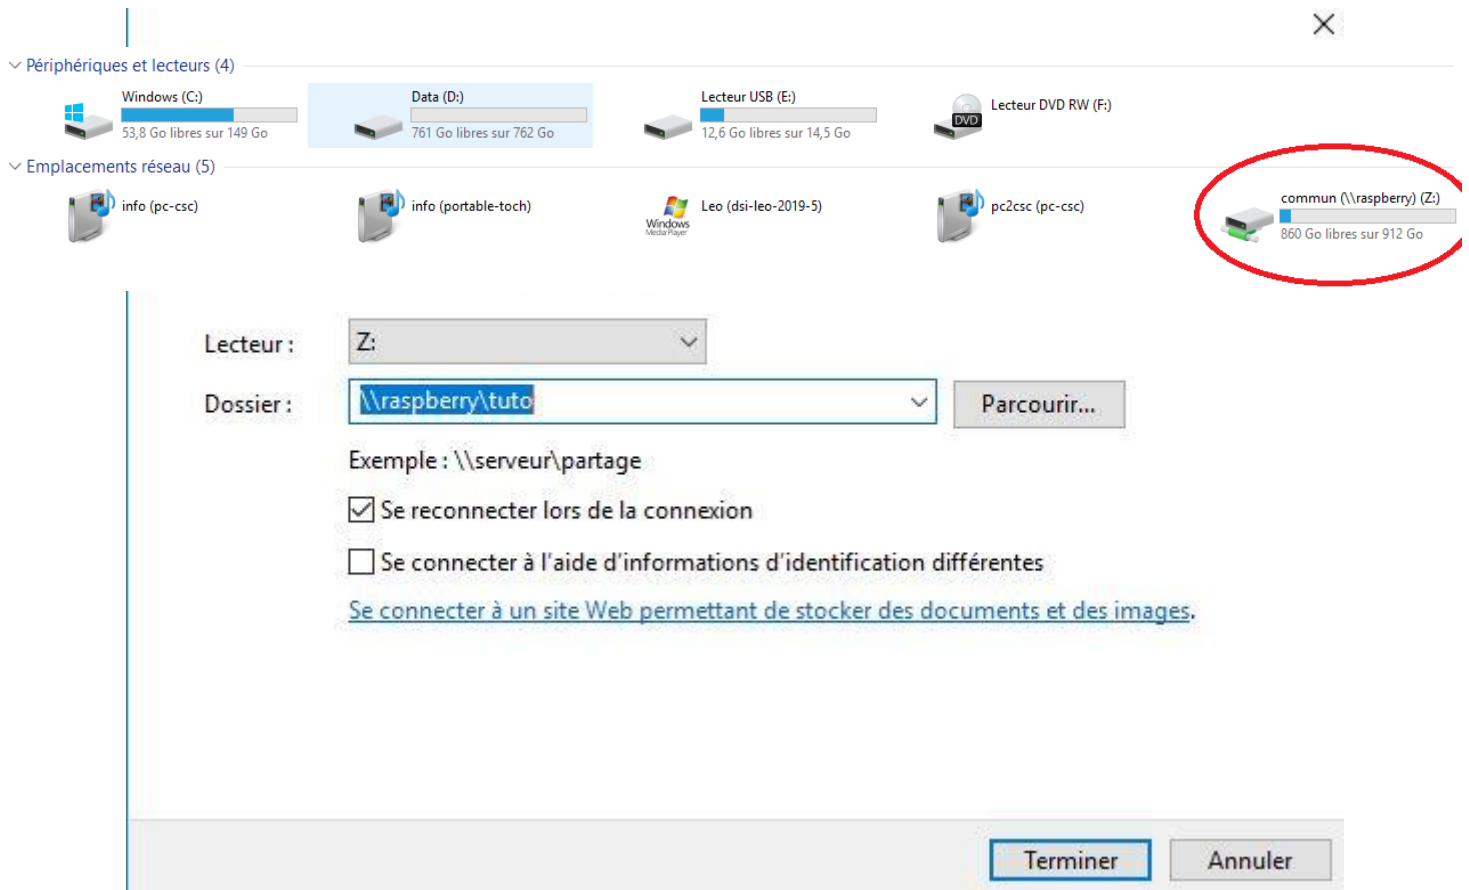 Périphériques et lecteurs (4)
Windows (C:)
53,8 Go libres sur 149 Go
Data (D:)
761 Go libres sur 762 Go
Lecteur USB (E:)
12,6 Go libres sur 14,5 Go
DVD
Lecteur DVD RW (F:)
Emplacements réseau (5)
info (pc-csc)
info (portable-toch)
Windows
Media Player
Leo (dsi-leo-2019-5)
pc2csc (pc-csc)
commun (\\raspberry) (Z:)
860 Go libres sur 912 Go
Lecteur : Z:
Dossier : \\raspberry\tuto Parcourir...
Exemple : \\serveur\partage
Se reconnecter lors de la connexion
Se connecter à l'aide d'informations d'identification différentes
Se connecter à un site Web permettant de stocker des documents et des images.
Terminer Annuler